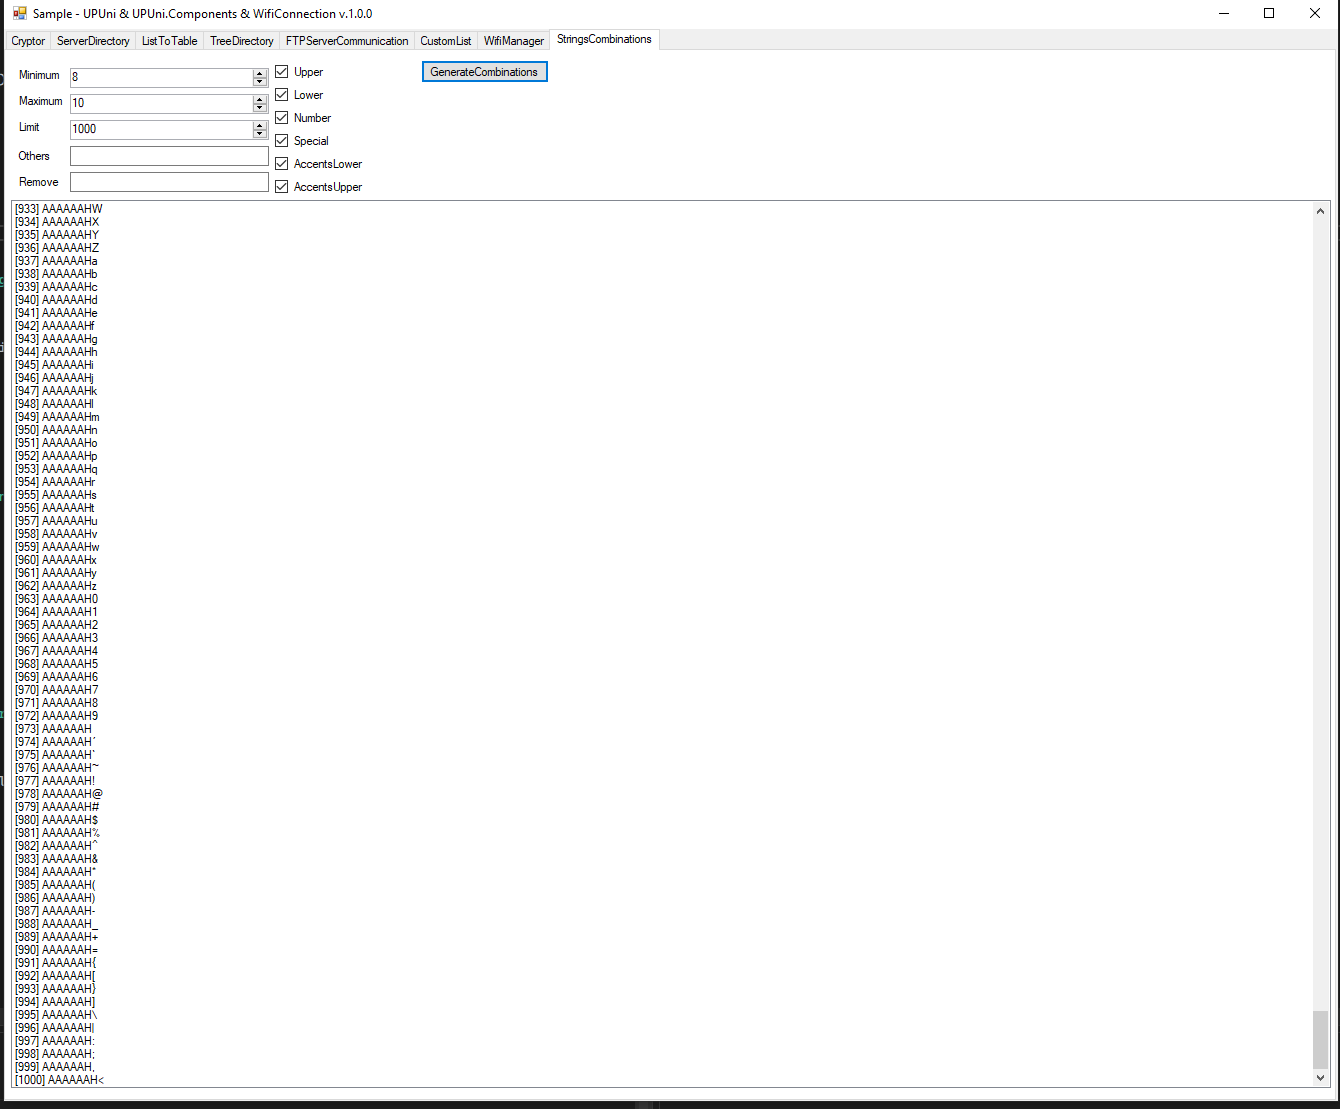 Sample - UPUni & UPUni.Components & WifiConnection v.1.0.0
Cryptor ServerDirectory ListToTable TreeDirectory FTPServerCommunication CustomList WifiManager StringsCombinations
Minimum 8
Maximum 10
Limit 1000
Others
Remove
Upper
Lower
Number
Special
AccentsLower
AccentsUpper
GenerateCombinations
[933] AAAAAAHW
[934] AAAAAAHX
[935] AAAAAAHY
[936] AAAAAAHZ
[937] AAAAAAHa
[938] AAAAAAHb
[939] AAAAAAHc
[940] AAAAAAHd
[941] AAAAAAHe
[942] AAAAAAHf
[943] AAAAAAHg
[944] AAAAAAHh
[945] AAAAAAHi
[946] AAAAAAHj
[947] AAAAAAHk
[948] AAAAAAHl
[949] AAAAAAHm
[950] AAAAAAHn
[951] AAAAAAHo
[952] AAAAAAHp
[953] AAAAAAHq
[954] AAAAAAHr
[955] AAAAAAHs
[956] AAAAAAHt
[957] AAAAAAHu
[958] AAAAAAHv
[959] AAAAAAHw
[960] AAAAAAHx
[961] AAAAAAHy
[962] AAAAAAHz
[963] AAAAAAH0
[964] AAAAAAH1
[965] AAAAAAH2
[966] AAAAAAH3
[967] AAAAAAH4
[968] AAAAAAH5
[969] AAAAAAH6
[970] AAAAAAH7
[971] AAAAAAH8
[972] AAAAAAH9
[973] AAAAAAH
[974] AAAAAAH´
[975] AAAAAAH`
[976] AAAAAAH~
[977] AAAAAAH!
[978] AAAAAAH@
[979] AAAAAAH#
[980] AAAAAAH$
[981] AAAAAAH%
[982] AAAAAAH^
[983] AAAAAAH&
[984] AAAAAAH*
[985] AAAAAAH(
[986] AAAAAAH)
[987] AAAAAAH-
[988] AAAAAAH_
[989] AAAAAAH+
[990] AAAAAAH=
[991] AAAAAAH{
[992] AAAAAAH[
[993] AAAAAAH}
[994] AAAAAAH]
[995] AAAAAAH\
[996] AAAAAAH|
[997] AAAAAAH:
[998] AAAAAAH;
[999] AAAAAAH,
[1000] AAAAAAH<